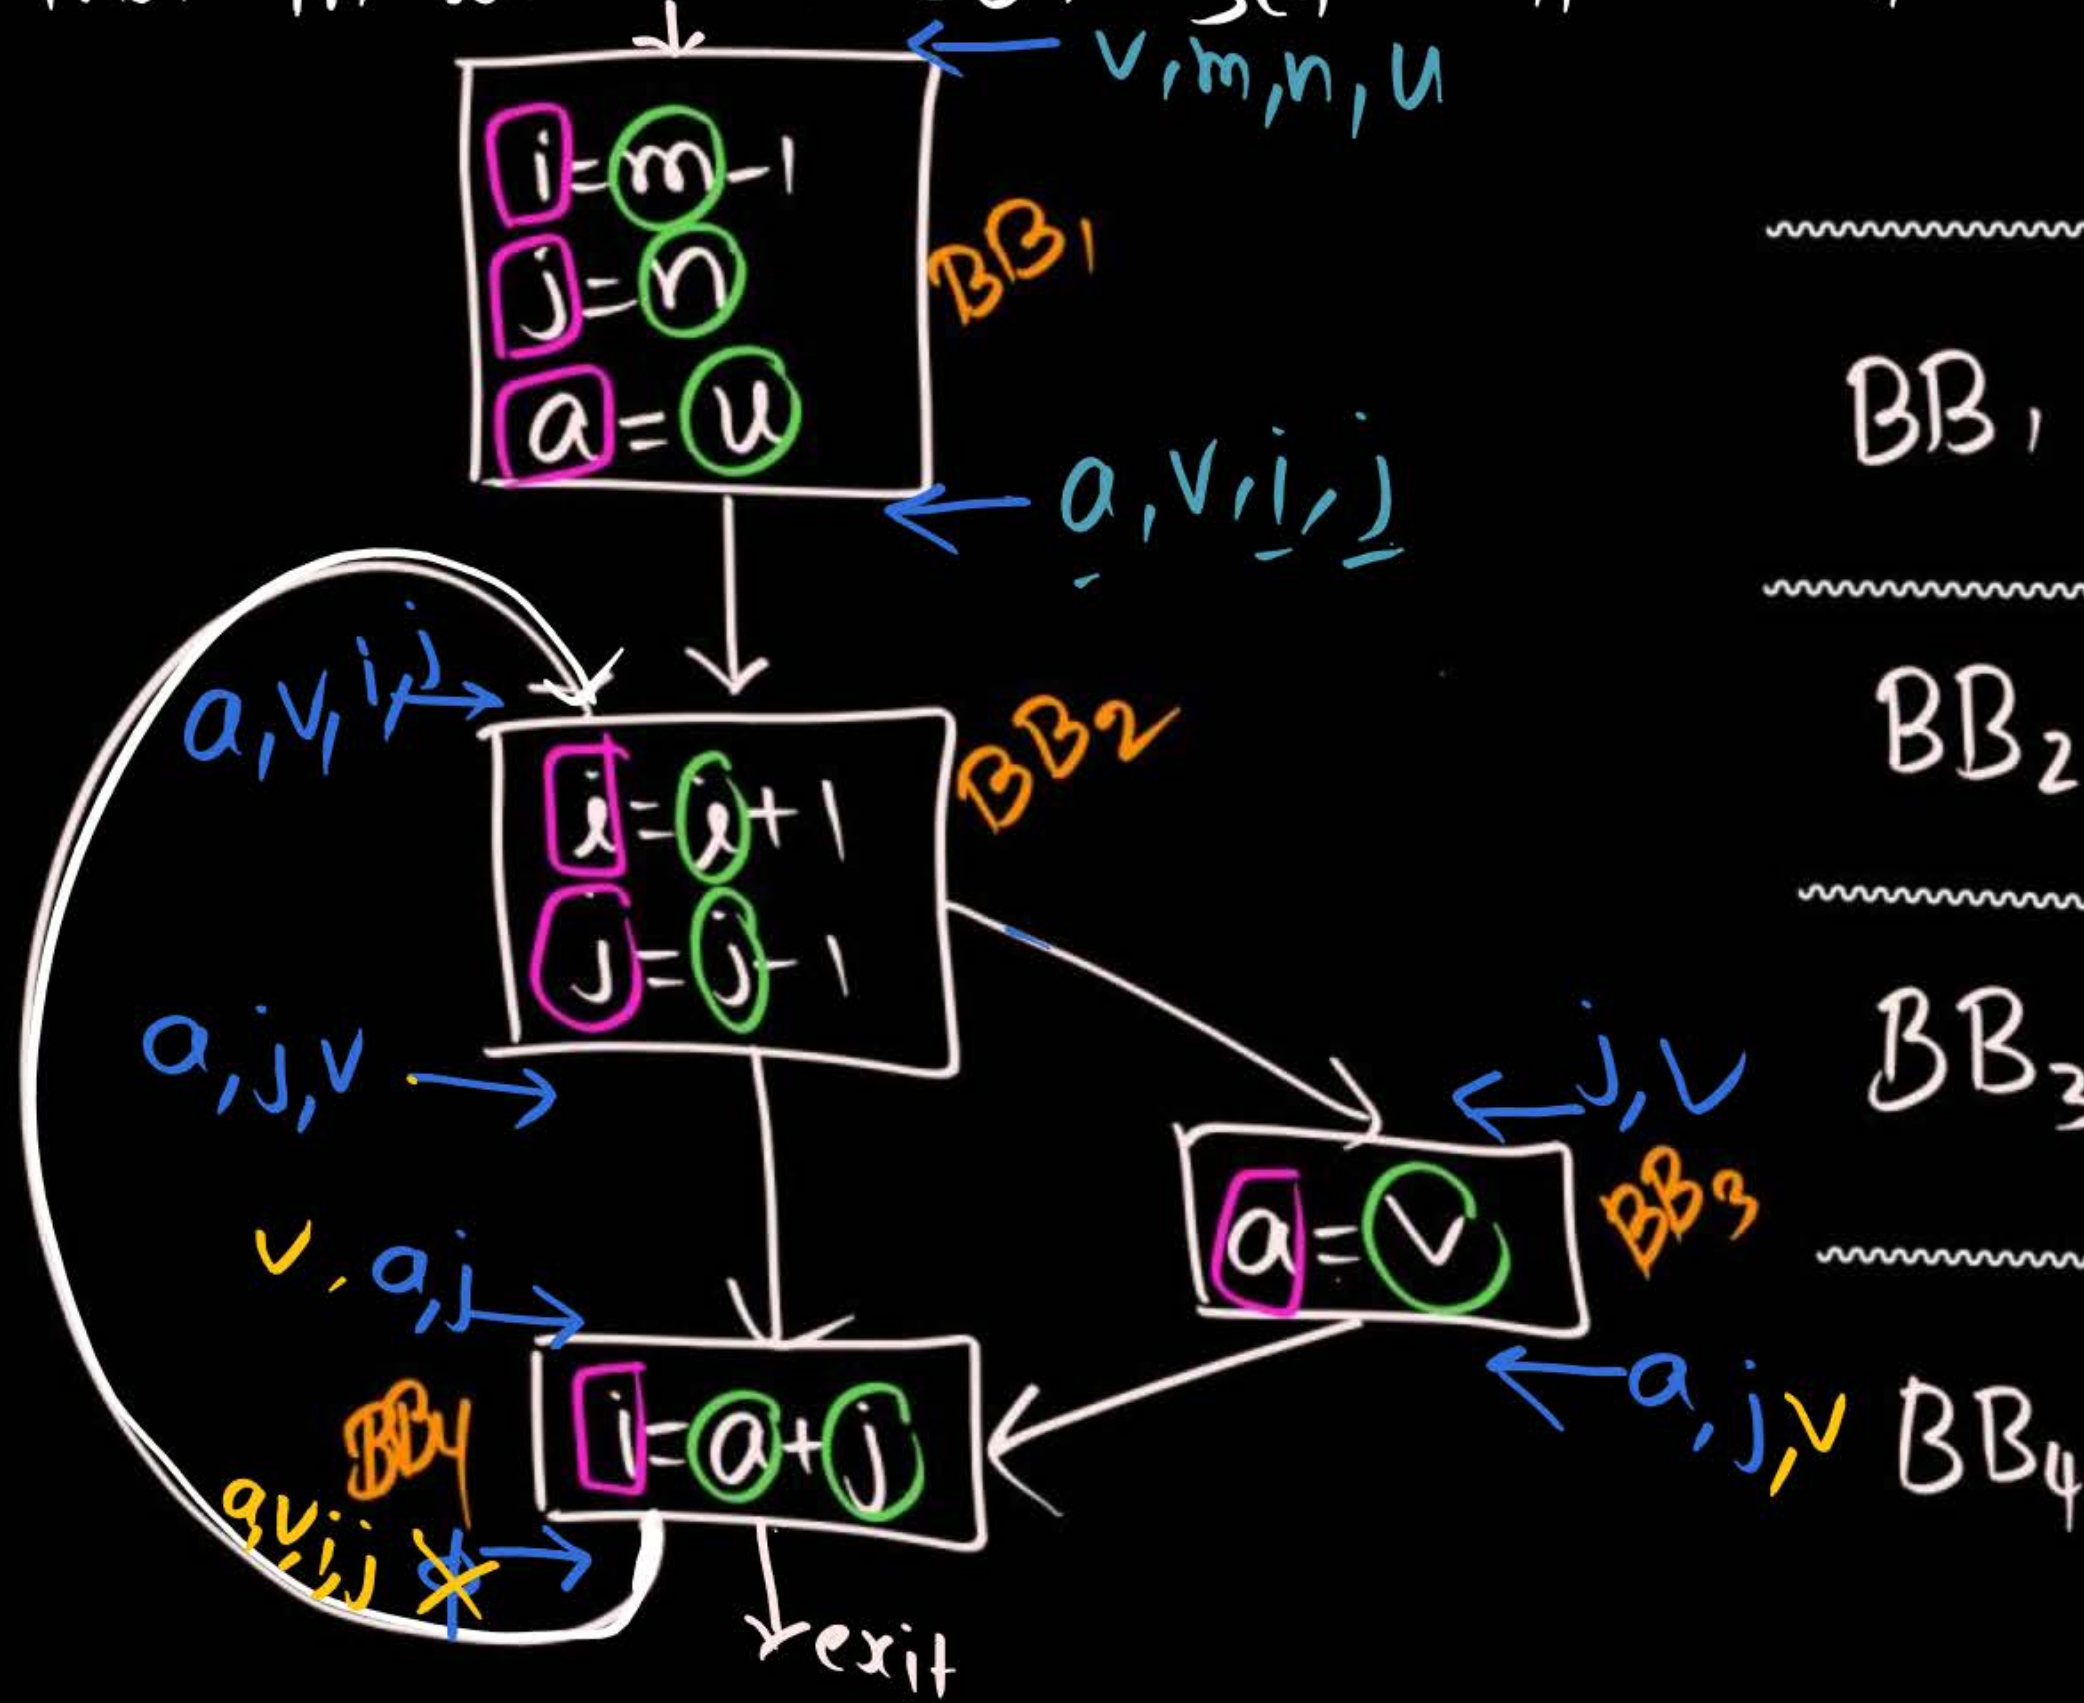 v, m, n, u
i = m - 1
j = n
BB1
a = u
BB1
a, v, i, j
a, v, i, j
BB2
i = i + 1
BB2
j = j - 1
a, j, v
j, v
BB3
a = v
BB3
v, a, j
a, j, v
BB4
i = a + j
BB4
a, v, i, j ϕ
exit